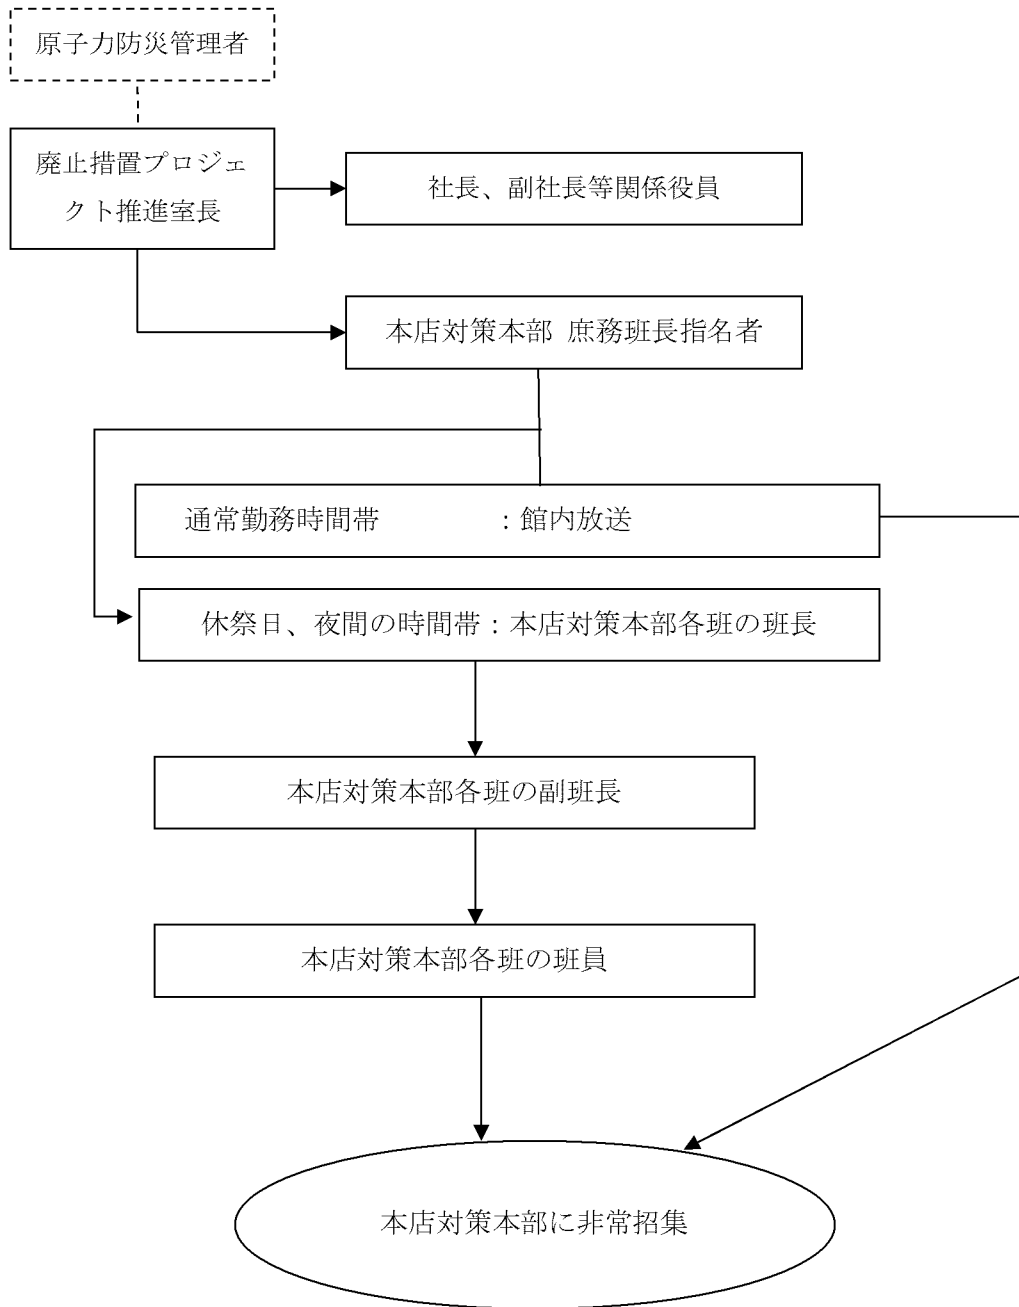 原子力防災管理者
廃止措置プロジェ
クト推進室長
社長、副社長等関係役員
本店対策本部 庶務班長指名者
通常勤務時間帯　　　　：館内放送
休祭日、夜間の時間帯：本店対策本部各班の班長
本店対策本部各班の副班長
本店対策本部各班の班員
本店対策本部に非常招集